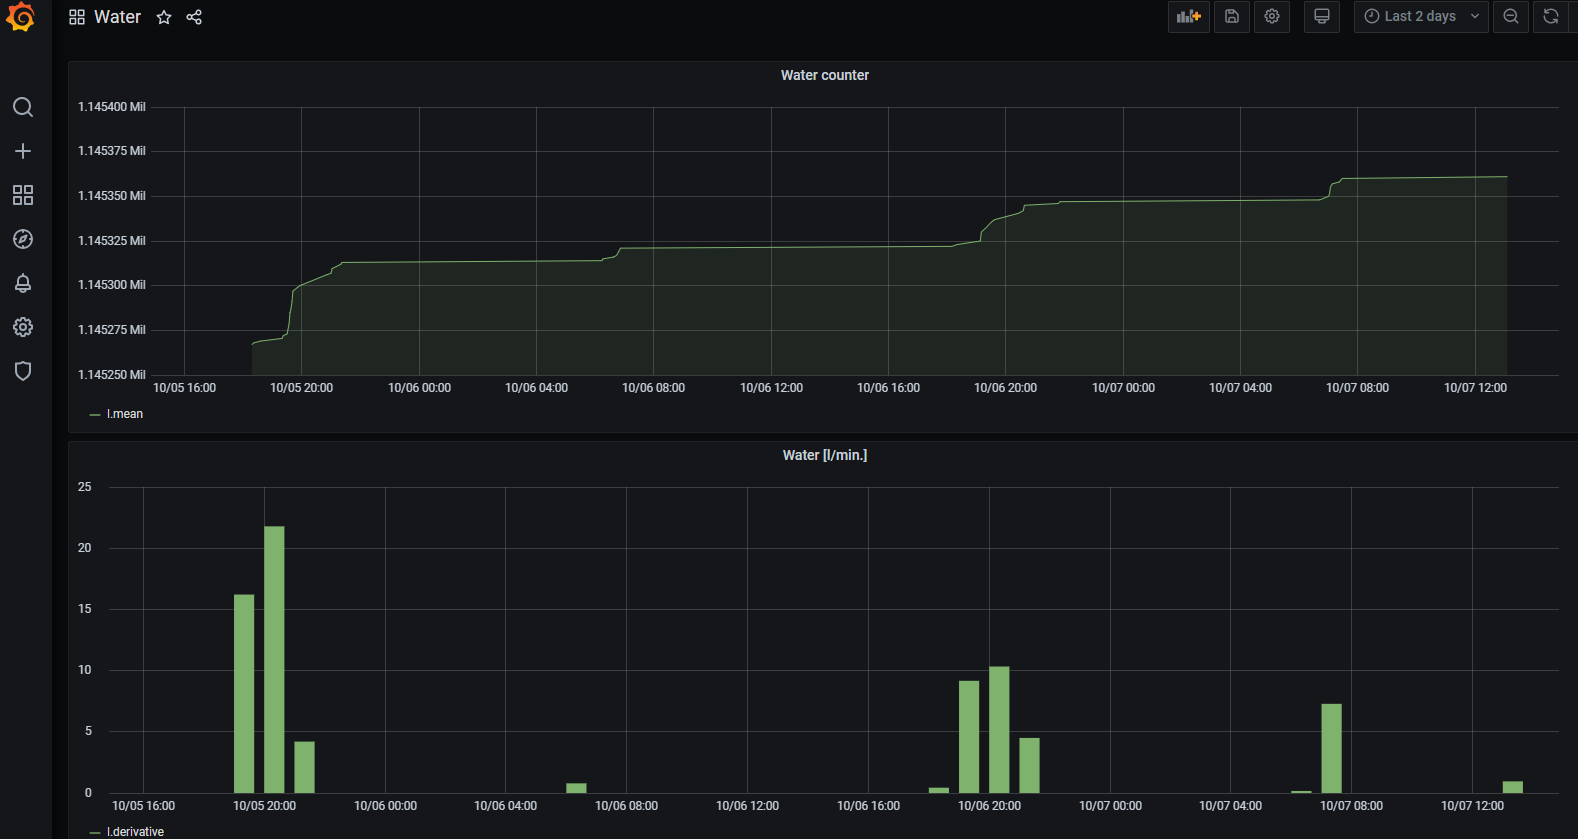 Water
Last 2 days
Water counter
1.145400 Mil
1.145375 Mil
1.145350 Mil
1.145325 Mil
1.145300 Mil
1.145275 Mil
1.145250 Mil
10/05 16:00 10/05 20:00 10/06 00:00 10/06 04:00 10/06 08:00 10/06 12:00 10/06 16:00 10/06 20:00 10/07 00:00 10/07 04:00 10/07 08:00 10/07 12:00
l.mean
Water [l/min.]
25
20
15
10
5
0
10/05 16:00 10/05 20:00 10/06 00:00 10/06 04:00 10/06 08:00 10/06 12:00 10/06 16:00 10/06 20:00 10/07 00:00 10/07 04:00 10/07 08:00 10/07 12:00
l.derivative